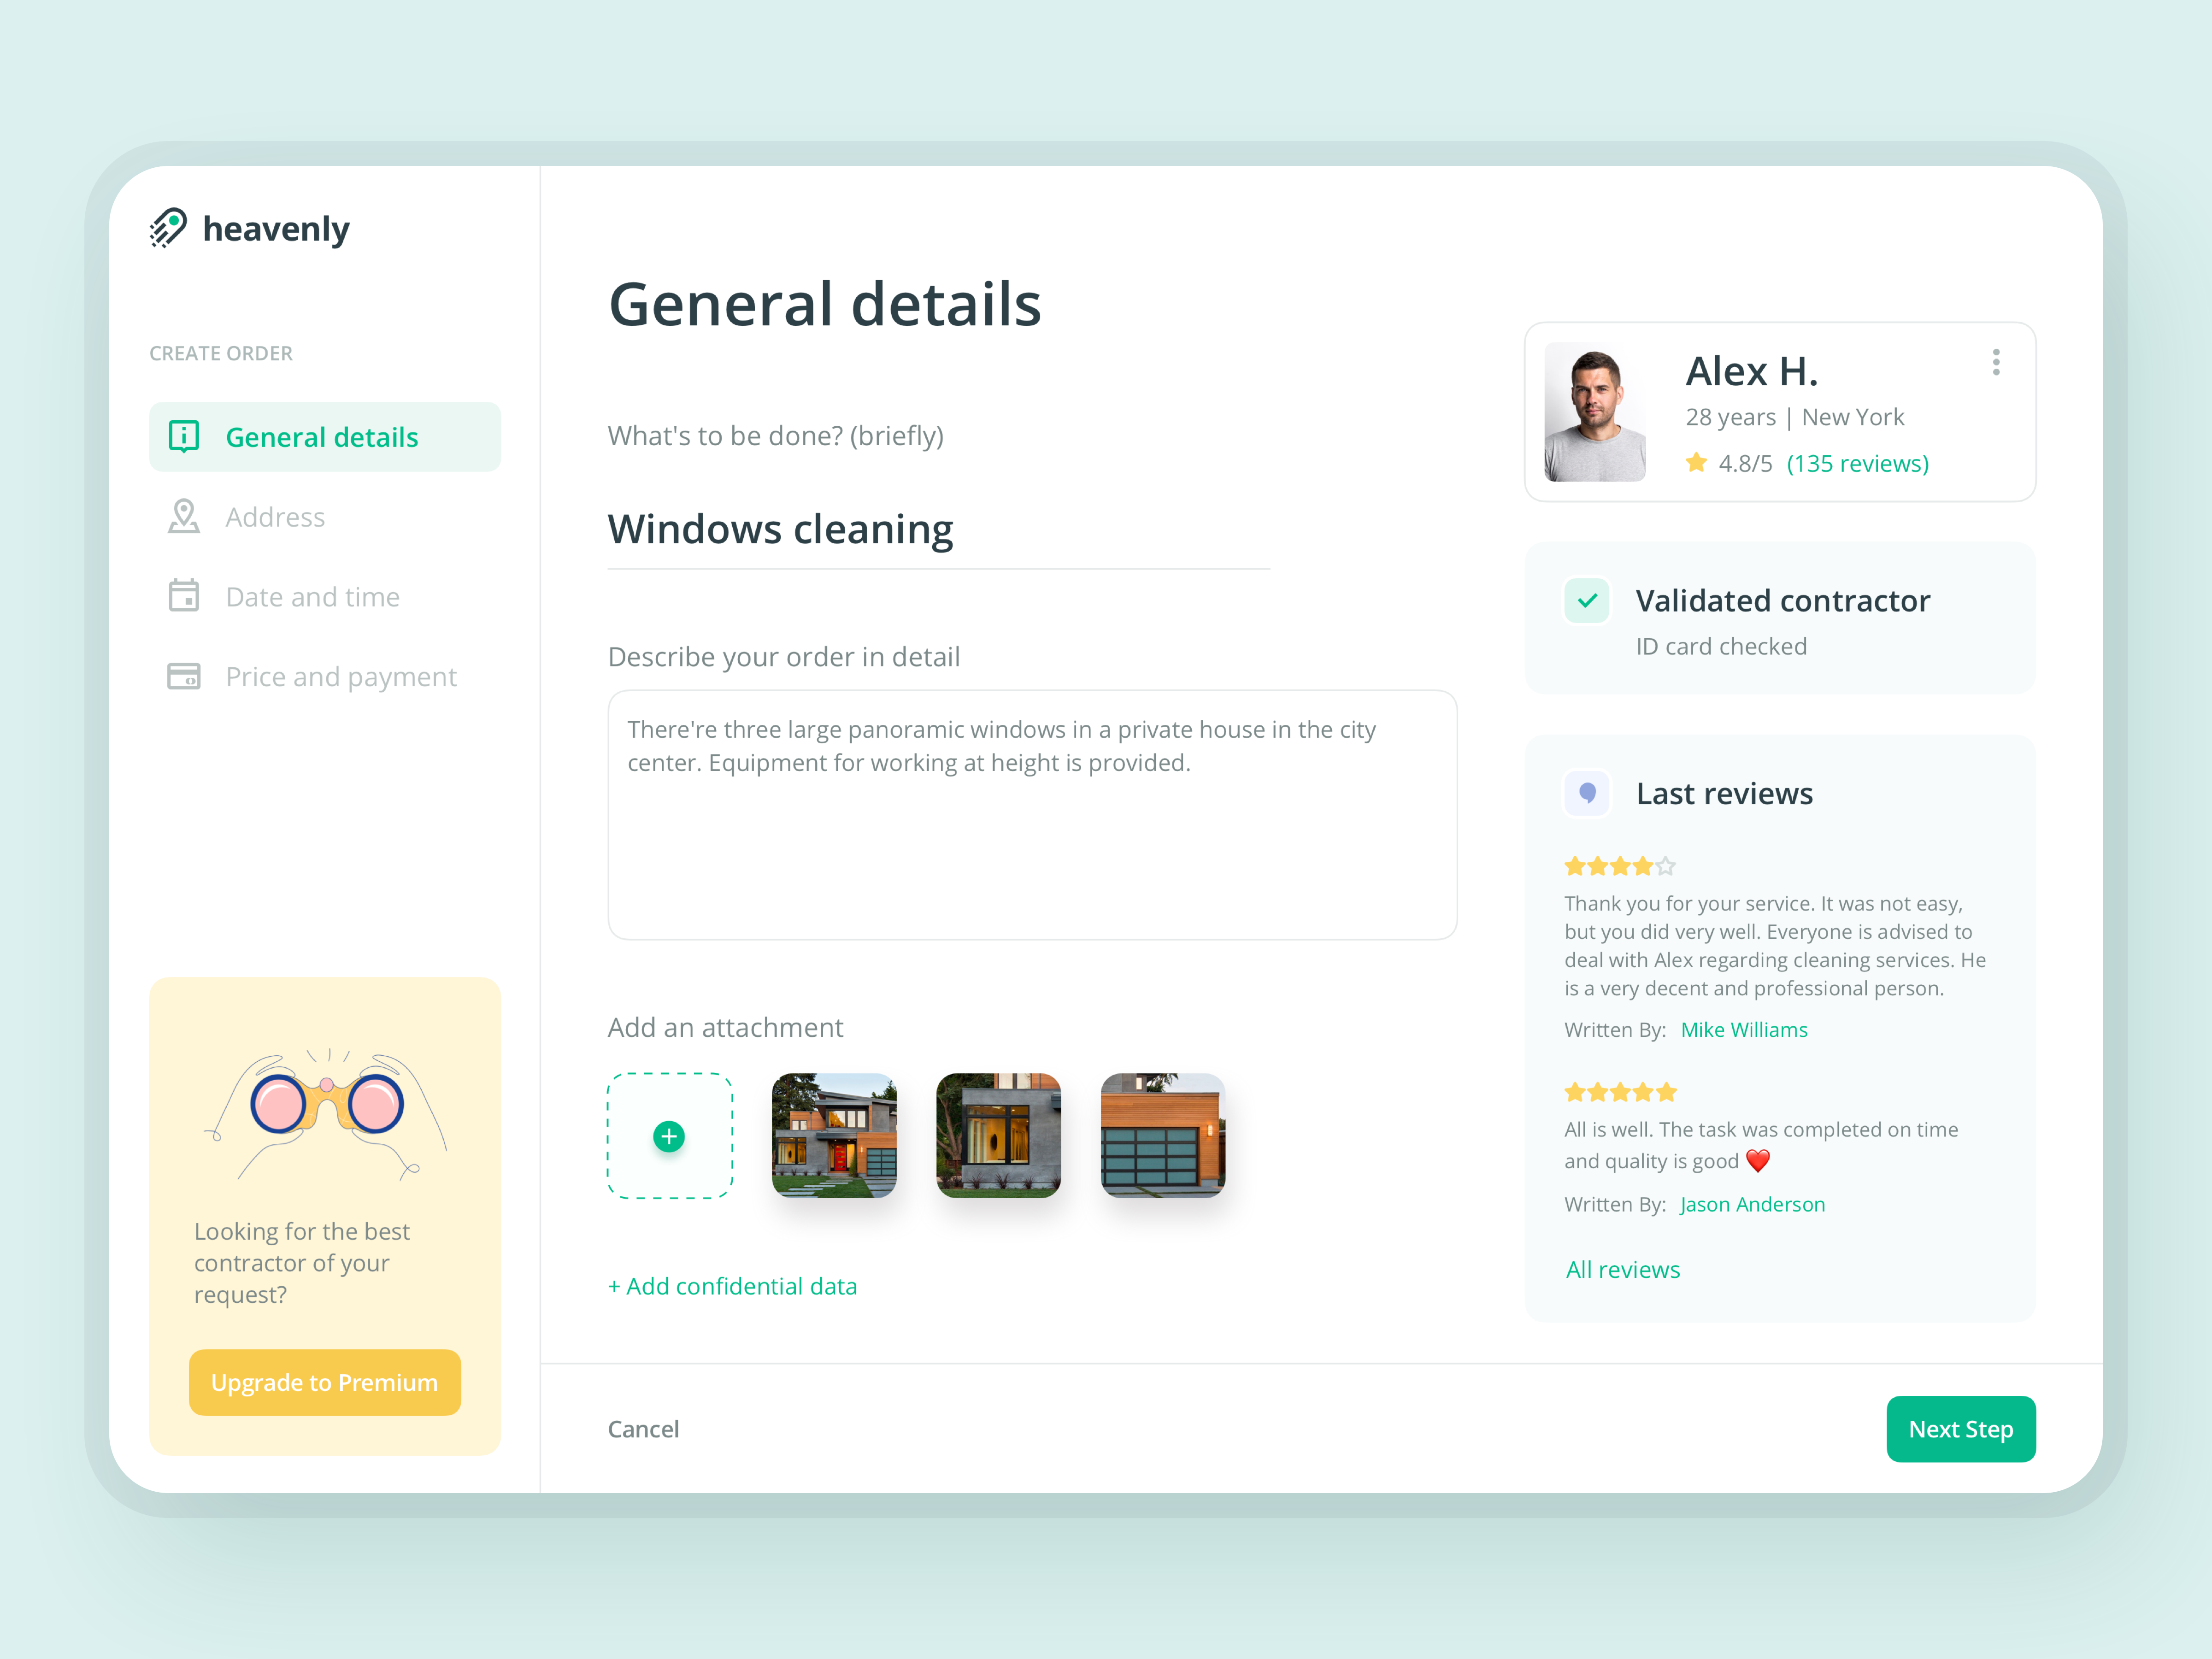 heavenly
CREATE ORDER
General details
Address
Date and time
Price and payment
Looking for the best
contractor of your
request?
Upgrade to Premium
General details
What's to be done? (briefly)
Windows cleaning
Describe your order in detail
There're three large panoramic windows in a private house in the city
center. Equipment for working at height is provided.
Add an attachment
+ Add confidential data
Cancel
Alex H.
28 years | New York
4.8/5 (135 reviews)
Validated contractor
ID card checked
Last reviews
Thank you for your service. It was not easy,
but you did very well. Everyone is advised to
deal with Alex regarding cleaning services. He
is a very decent and professional person.
Written By: Mike Williams
All is well. The task was completed on time
and quality is good ❤️
Written By: Jason Anderson
All reviews
Next Step